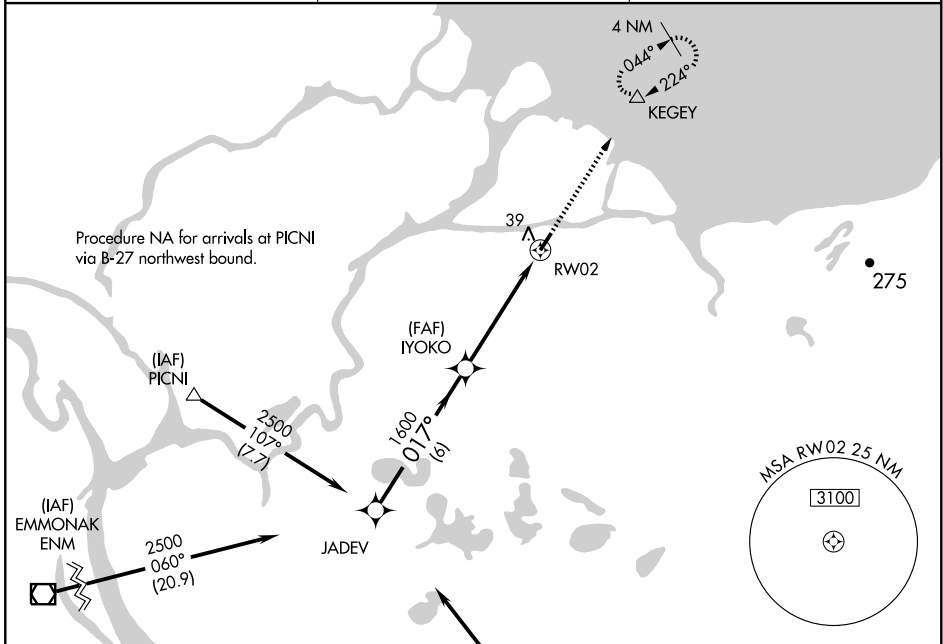 4 NM
044°
224°
KEGEY
Procedure NA for arrivals at PICNI
via B-27 northwest bound.
39
RW02
275
(FAF)
IYOKO
(IAF)
PICNI
2500
107°
(7.7)
1600
017°
(6)
MSA RW02 25 NM
3100
(IAF)
EMMONAK
ENM
2500
060°
(20.9)
JADEV